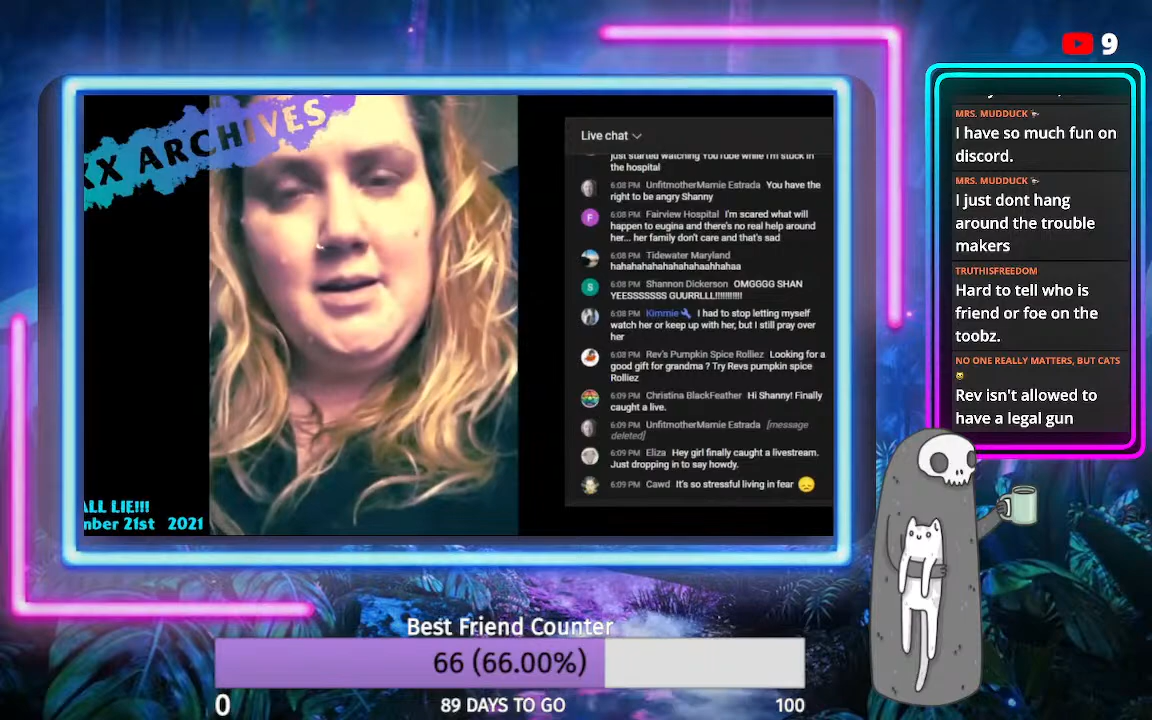 XX ARCHIVES
ALL LIE!!!
mber 21st 2021
Live chat
just started watching YouTube while I'm stuck in
the hospital
6:08 PM UnfitmotherMamie Estrada You have the
right to be angry Shanny
F
6:08 PM Fairview Hospital I'm scared what will
happen to eugina and there's no real help around
her... her family don't care and that's sad
6:08 PM Tidewater Maryland
hahahahahahahahaahhahaa
S
6:08 PM Shannon Dickerson OMGGGG SHAN
YEESSSSSSS GUURRLLL!!!!!!!!!!!
6:08 PM Kimmie I had to stop letting myself
watch her or keep up with her, but I still pray over
her
6:08 PM Rev's Pumpkin Spice Rolliez Looking for a
good gift for grandma ? Try Revs pumpkin spice
Rolliez
6:09 PM Christina BlackFeather Hi Shanny! Finally
caught a live.
6:09 PM UnfitmotherMamie Estrada [message
deleted]
6:09 PM Eliza Hey girl finally caught a livestream.
Just dropping in to say howdy.
6:09 PM Cawd It's so stressful living in fear 😞
9
MRS. MUDDUCK
I have so much fun on
discord.
MRS. MUDDUCK
I just dont hang
around the trouble
makers
TRUTHISFREEDOM
Hard to tell who is
friend or foe on the
toobz.
NO ONE REALLY MATTERS, BUT CATS
Rev isn't allowed to
have a legal gun
Best Friend Counter
66 (66.00%)
0
89 DAYS TO GO
100